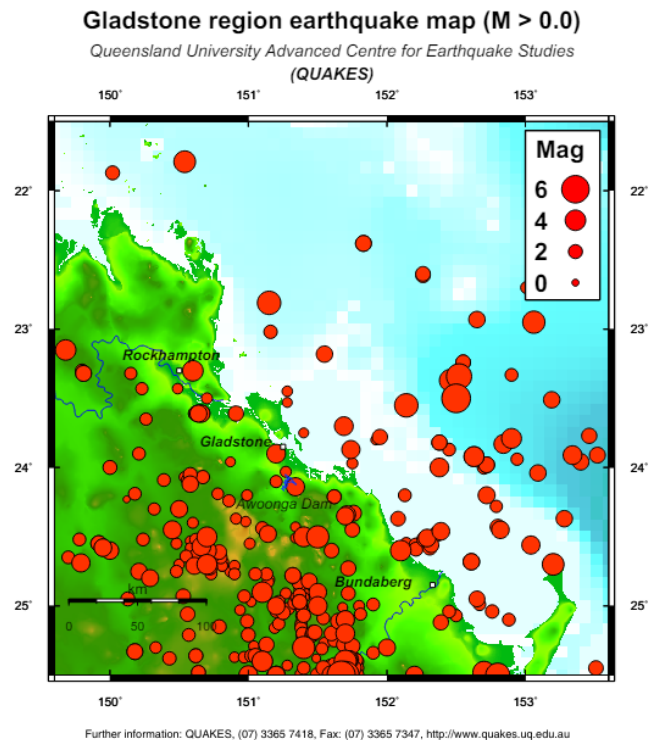 Gladstone region earthquake map (M > 0.0)
Queensland University Advanced Centre for Earthquake Studies
(QUAKES)
150° 151° 152° 153°
Mag
6
4
2
0
22°
22°
23°
23°
Rockhampton
Gladstone
24°
24°
Awoonga Dam
Bundaberg
km
25°
25°
0 50 100
150° 151° 152° 153°
Further information: QUAKES, (07) 3365 7418, Fax: (07) 3365 7347, http://www.quakes.uq.edu.au